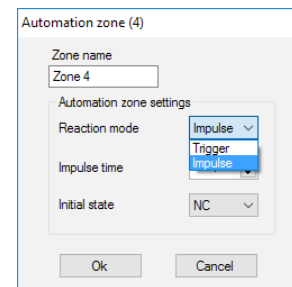 Automation zone (4)
Zone name
Zone 4
Automation zone settings
Reaction mode Impulse
Trigger
Impulse
Impulse time
Initial state NC
Ok Cancel